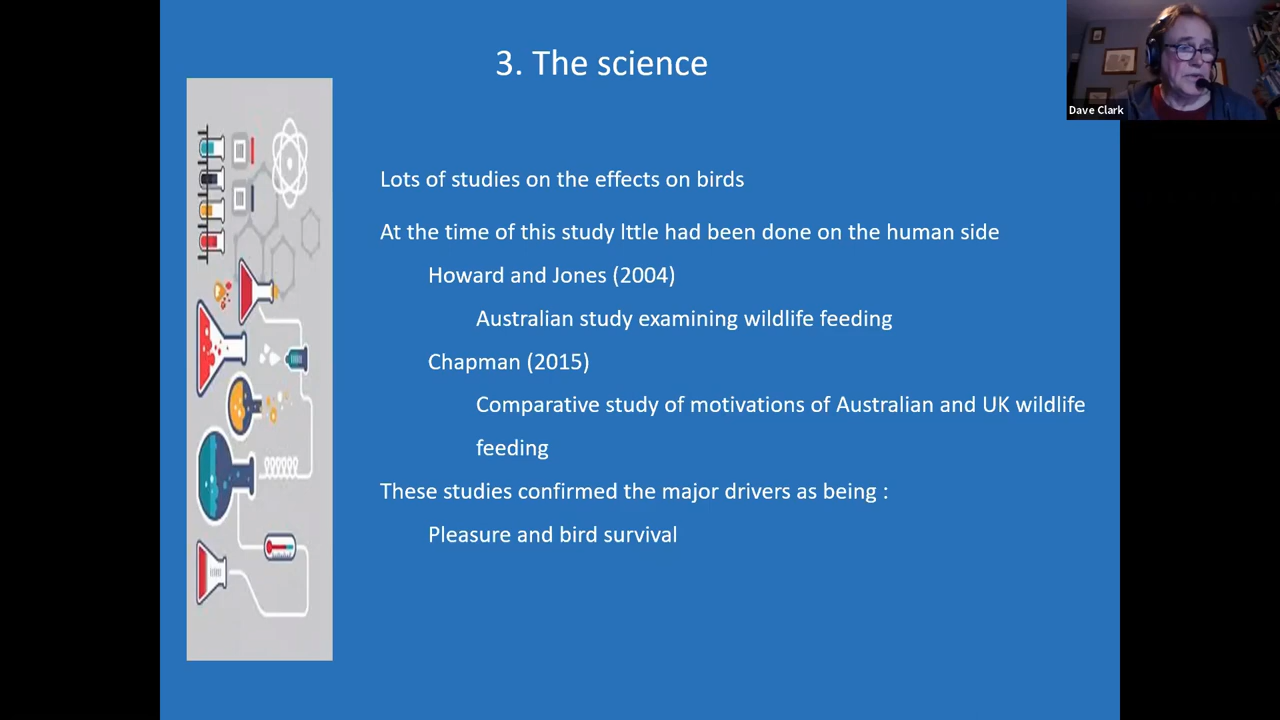 3. The science
Dave Clark
Lots of studies on the effects on birds
At the time of this study lttle had been done on the human side
Howard and Jones (2004)
Australian study examining wildlife feeding
Chapman (2015)
Comparative study of motivations of Australian and UK wildlife
feeding
These studies confirmed the major drivers as being :
Pleasure and bird survival